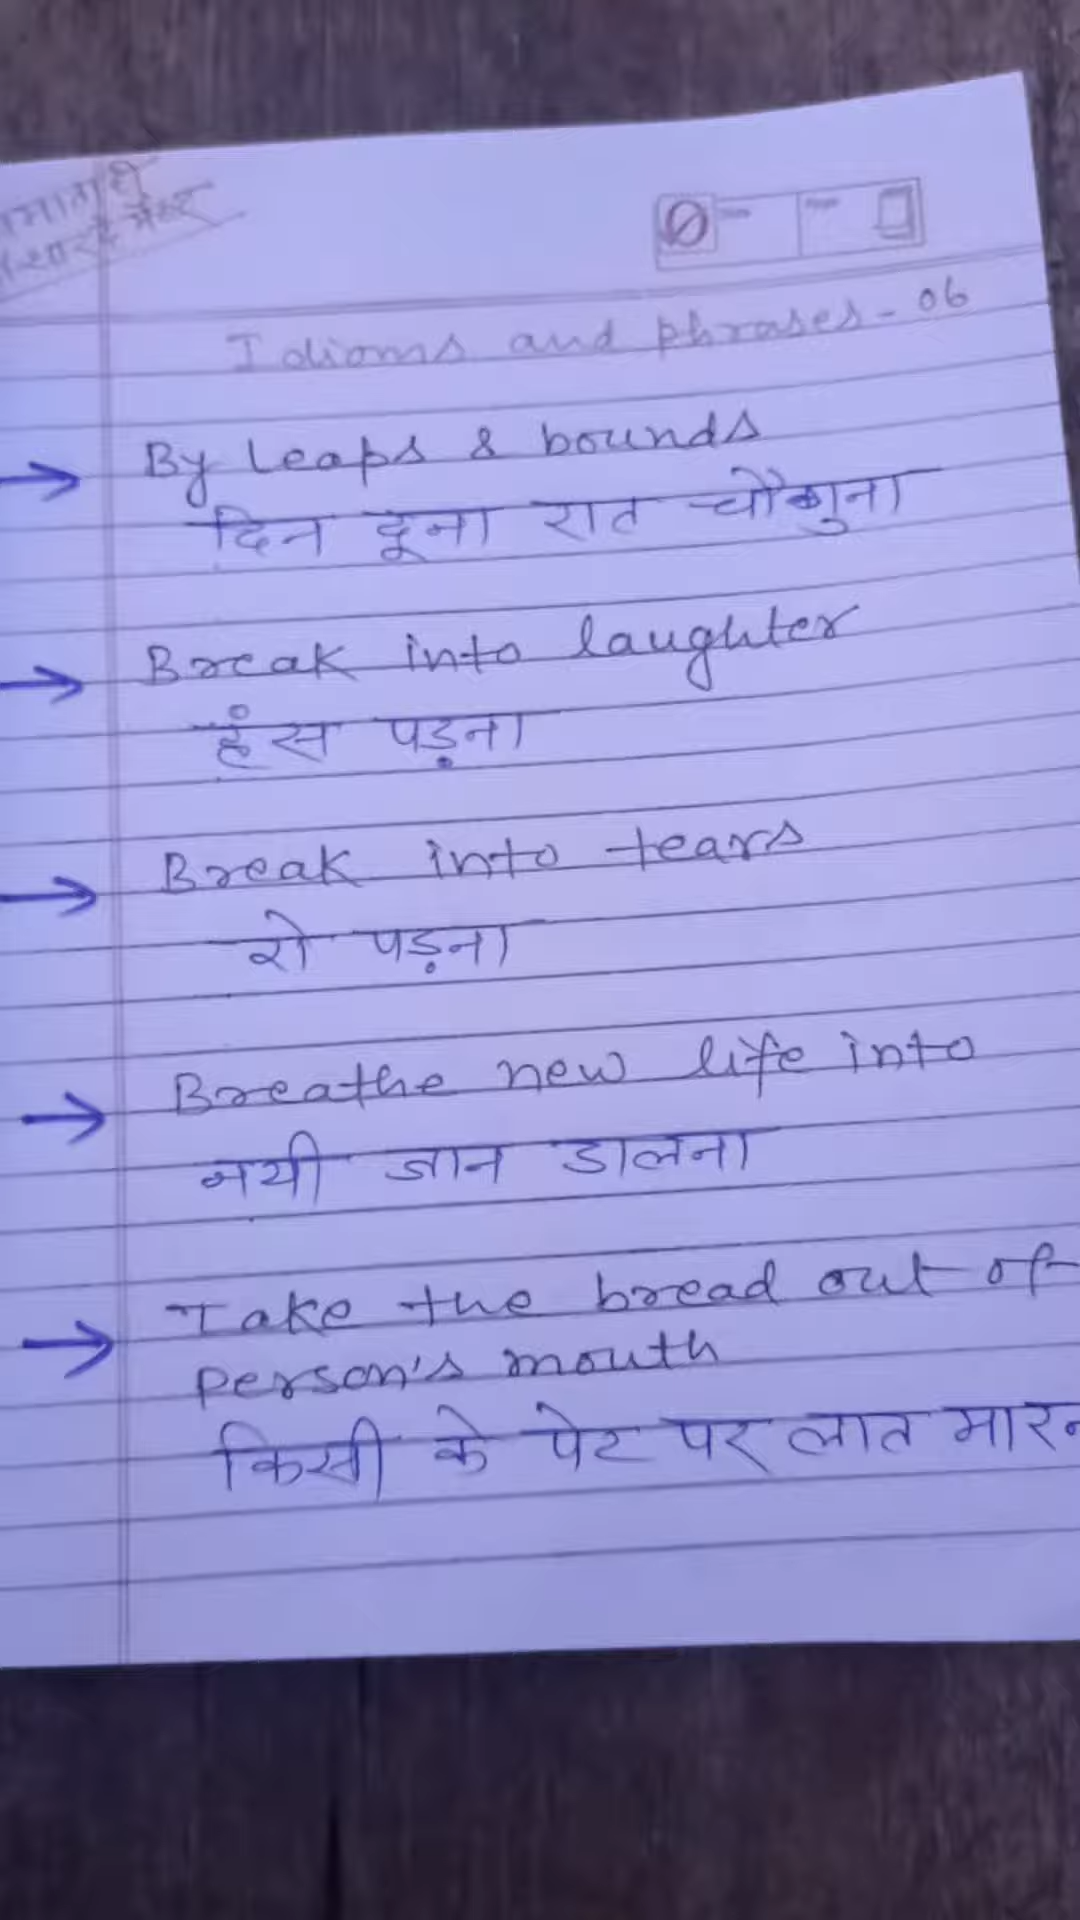 Idioms and phrases - 06
By leaps & bounds
दिन दूना रात चौगुना
Break into laughter
हंस पड़ना
Break into tears
रो पड़ना
Breathe new life into
नयी जान डालना
Take the bread out of
person's mouth
किसी के पेट पर लात मारन